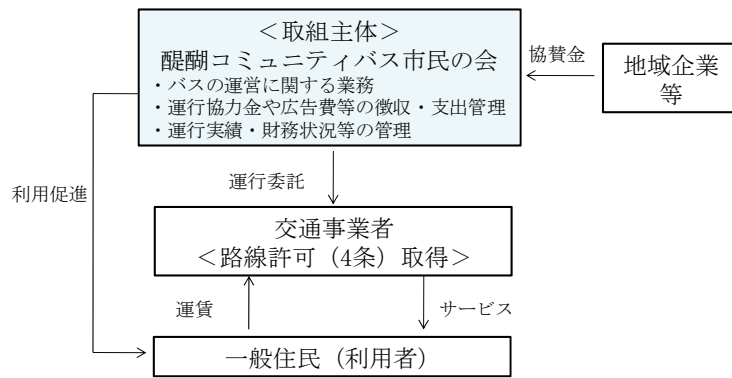 ＜取組主体＞
醍醐コミュニティバス市民の会
・バスの運営に関する業務
・運行協力金や広告費等の徴収・支出管理
・運行実績・財務状況等の管理
協賛金
地域企業
等
運行委託
利用促進
交通事業者
＜路線許可（4条）取得＞
運賃
サービス
一般住民（利用者）